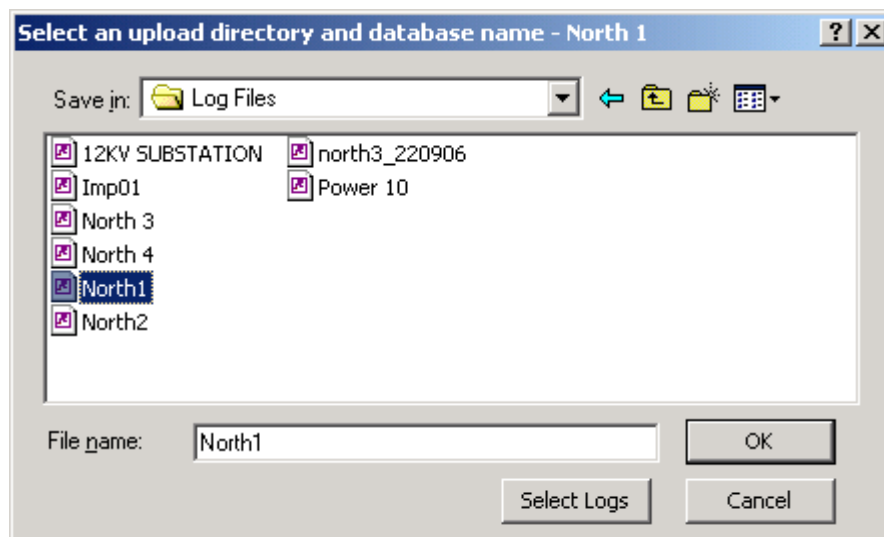 Select an upload directory and database name - North 1
Save in: Log Files
12KV SUBSTATION
Imp01
North 3
North 4
North1
North2
north3_220906
Power 10
File name: North1 OK
Select Logs Cancel